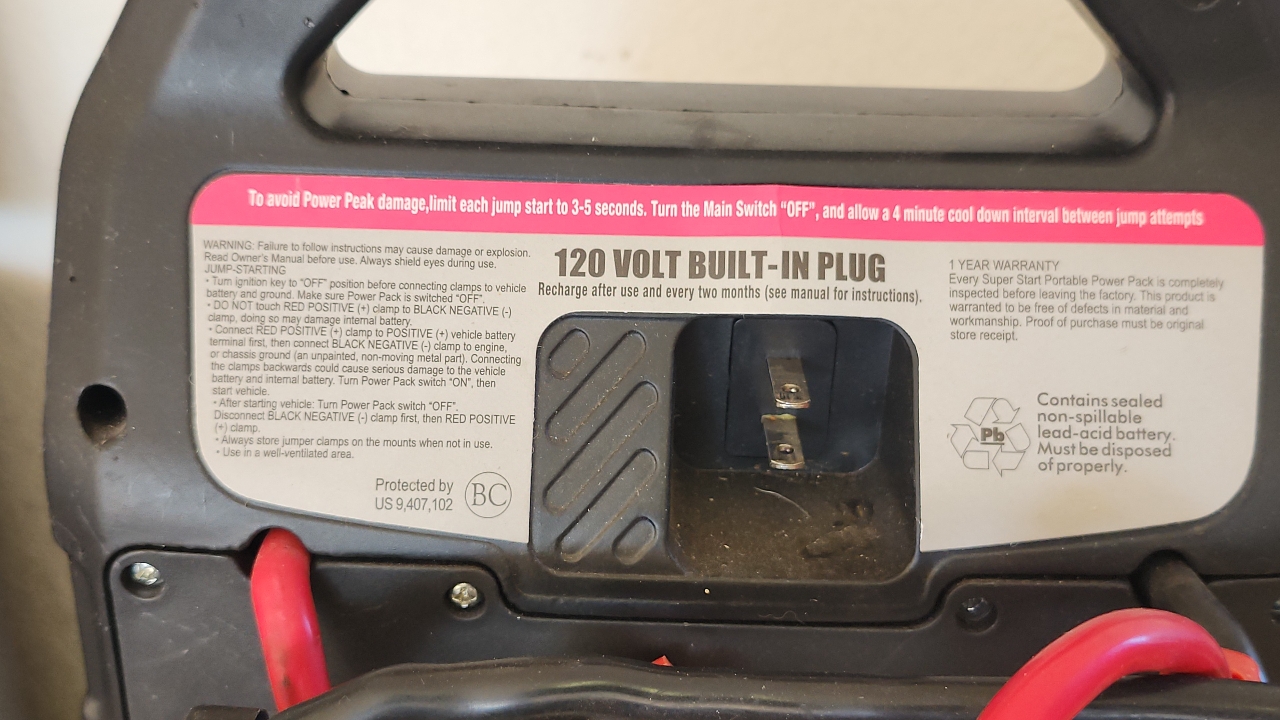 To avoid Power Peak damage,limit each jump start to 3-5 seconds. Turn the Main Switch “OFF”, and allow a 4 minute cool down interval between jump attempts
WARNING: Failure to follow instructions may cause damage or explosion.
Read Owner's Manual before use. Always shield eyes during use.
JUMP-STARTING
• Turn ignition key to “OFF” position before connecting clamps to vehicle
battery and ground. Make sure Power Pack is switched “OFF”.
• DO NOT touch RED POSITIVE (+) clamp to BLACK NEGATIVE (-)
clamp, doing so may damage internal battery.
• Connect RED POSITIVE (+) clamp to POSITIVE (+) vehicle battery
terminal first, then connect BLACK NEGATIVE (-) clamp to engine,
or chassis ground (an unpainted, non-moving metal part). Connecting
the clamps backwards could cause serious damage to the vehicle
battery and internal battery. Turn Power Pack switch “ON”, then
start vehicle.
• After starting vehicle: Turn Power Pack switch “OFF”.
Disconnect BLACK NEGATIVE (-) clamp first, then RED POSITIVE
(+) clamp.
• Always store jumper clamps on the mounts when not in use.
• Use in a well-ventilated area.
Protected by
US 9,407,102
BC
120 VOLT BUILT-IN PLUG
Recharge after use and every two months (see manual for instructions).
1 YEAR WARRANTY
Every Super Start Portable Power Pack is completely
inspected before leaving the factory. This product is
warranted to be free of defects in material and
workmanship. Proof of purchase must be original
store receipt.
Pb
Contains sealed
non-spillable
lead-acid battery.
Must be disposed
of properly.